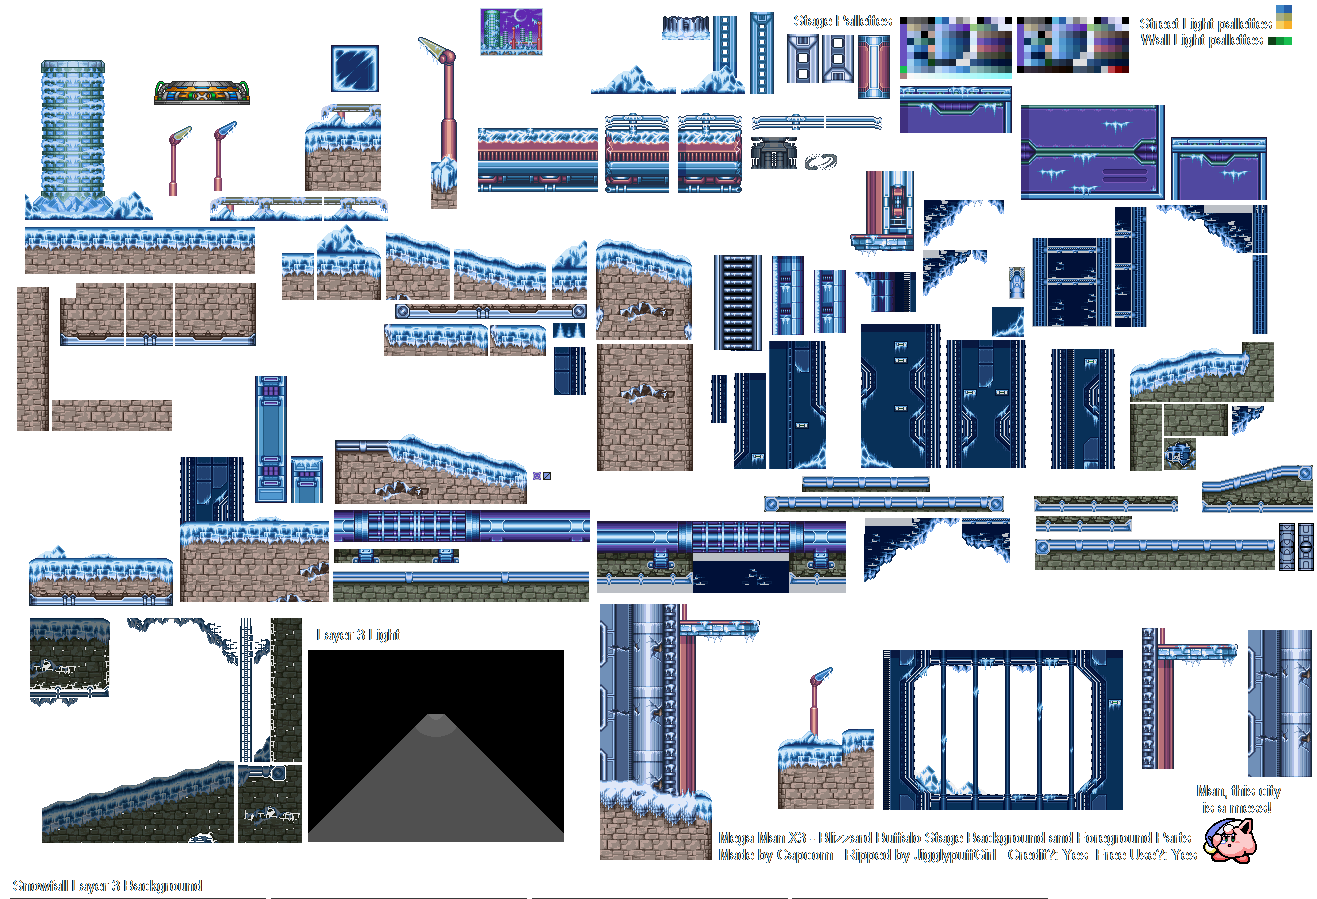 Stage Palettes
Street Light palettes
Wall Light palettes
Layer 3 Light
Man, this city
is a mess!
Mega Man X3 - Blizzard Buffalo Stage Background and Foreground Parts
Made by Capcom - Ripped by JigglypuffGirl - Credit?: Yes Free Use?: Yes
Snowfall Layer 3 Background